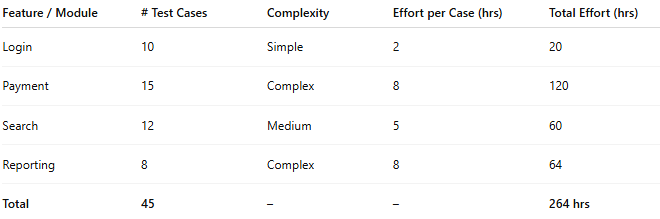 Feature / Module # Test Cases Complexity Effort per Case (hrs) Total Effort (hrs)
Login 10 Simple 2 20
Payment 15 Complex 8 120
Search 12 Medium 5 60
Reporting 8 Complex 8 64
Total 45 – – 264 hrs